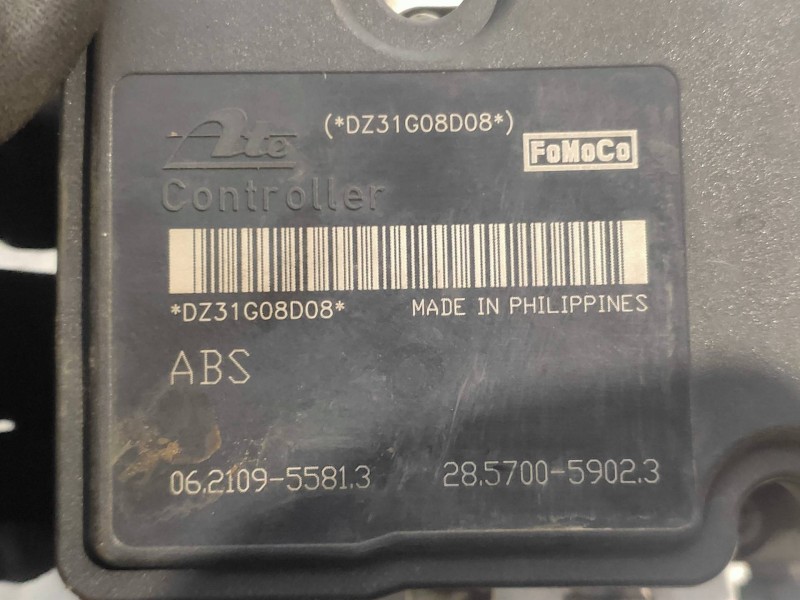 (*DZ31G08D08*)
Ate
FoMoCo
Controller
*DZ31G08D08*
MADE IN PHILIPPINES
ABS
06.2109-5581.3
28.5700-5902.3